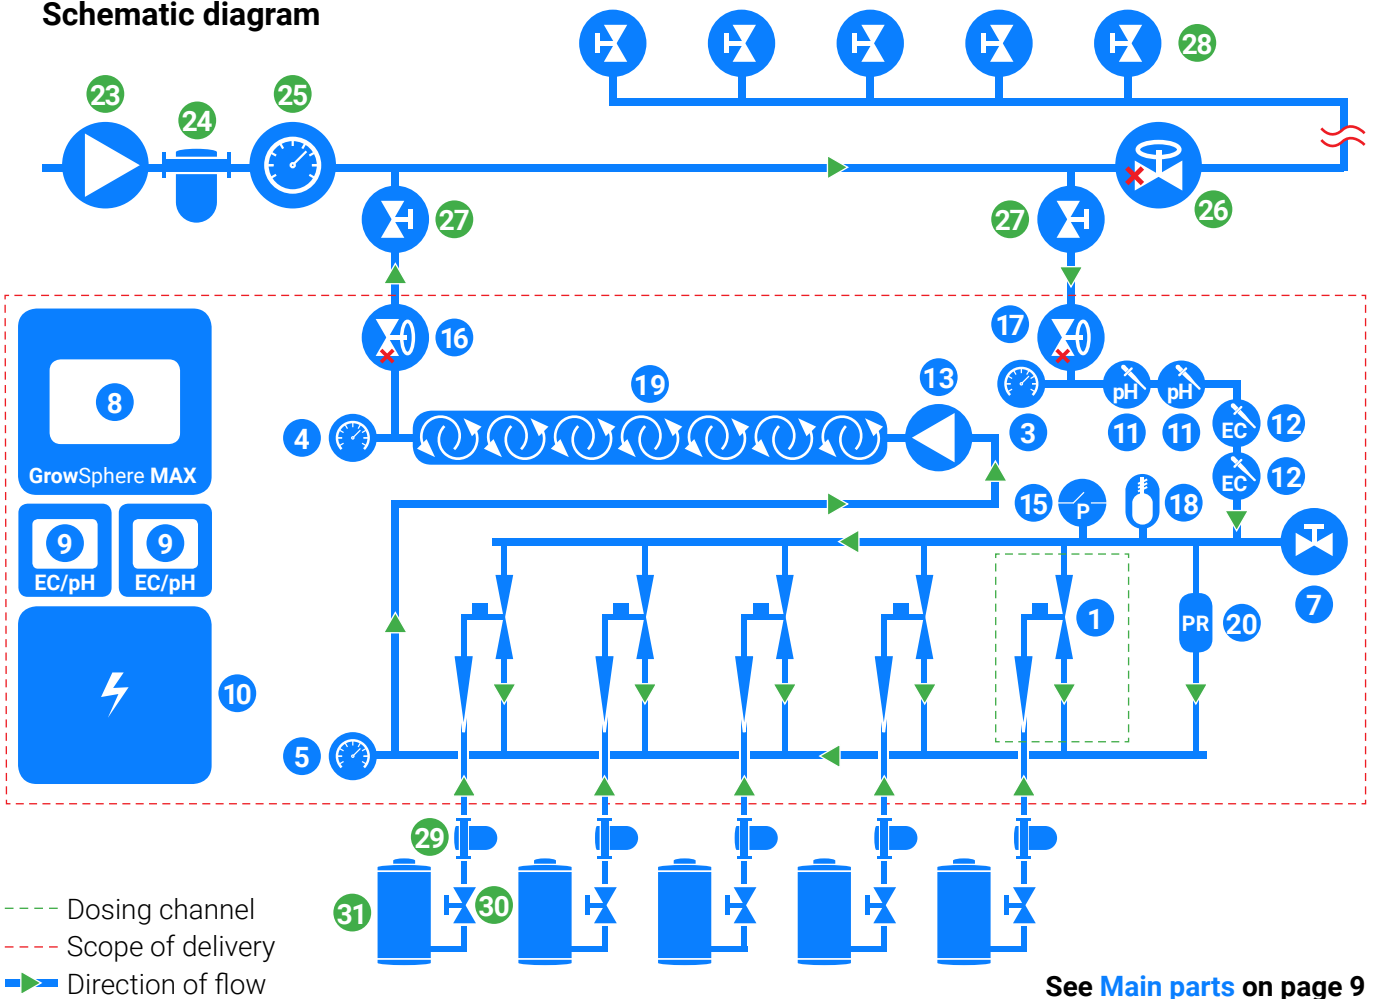 Schematic diagram
28
23
25
24
27
27
26
16
17
8
19
13
4
3
pH
pH
11
11
EC
12
GrowSphere MAX
EC
12
15
P
18
9
9
EC/pH
EC/pH
7
1
PR
20
10
5
29
31
30
Dosing channel
Scope of delivery
Direction of flow
See Main parts on page 9